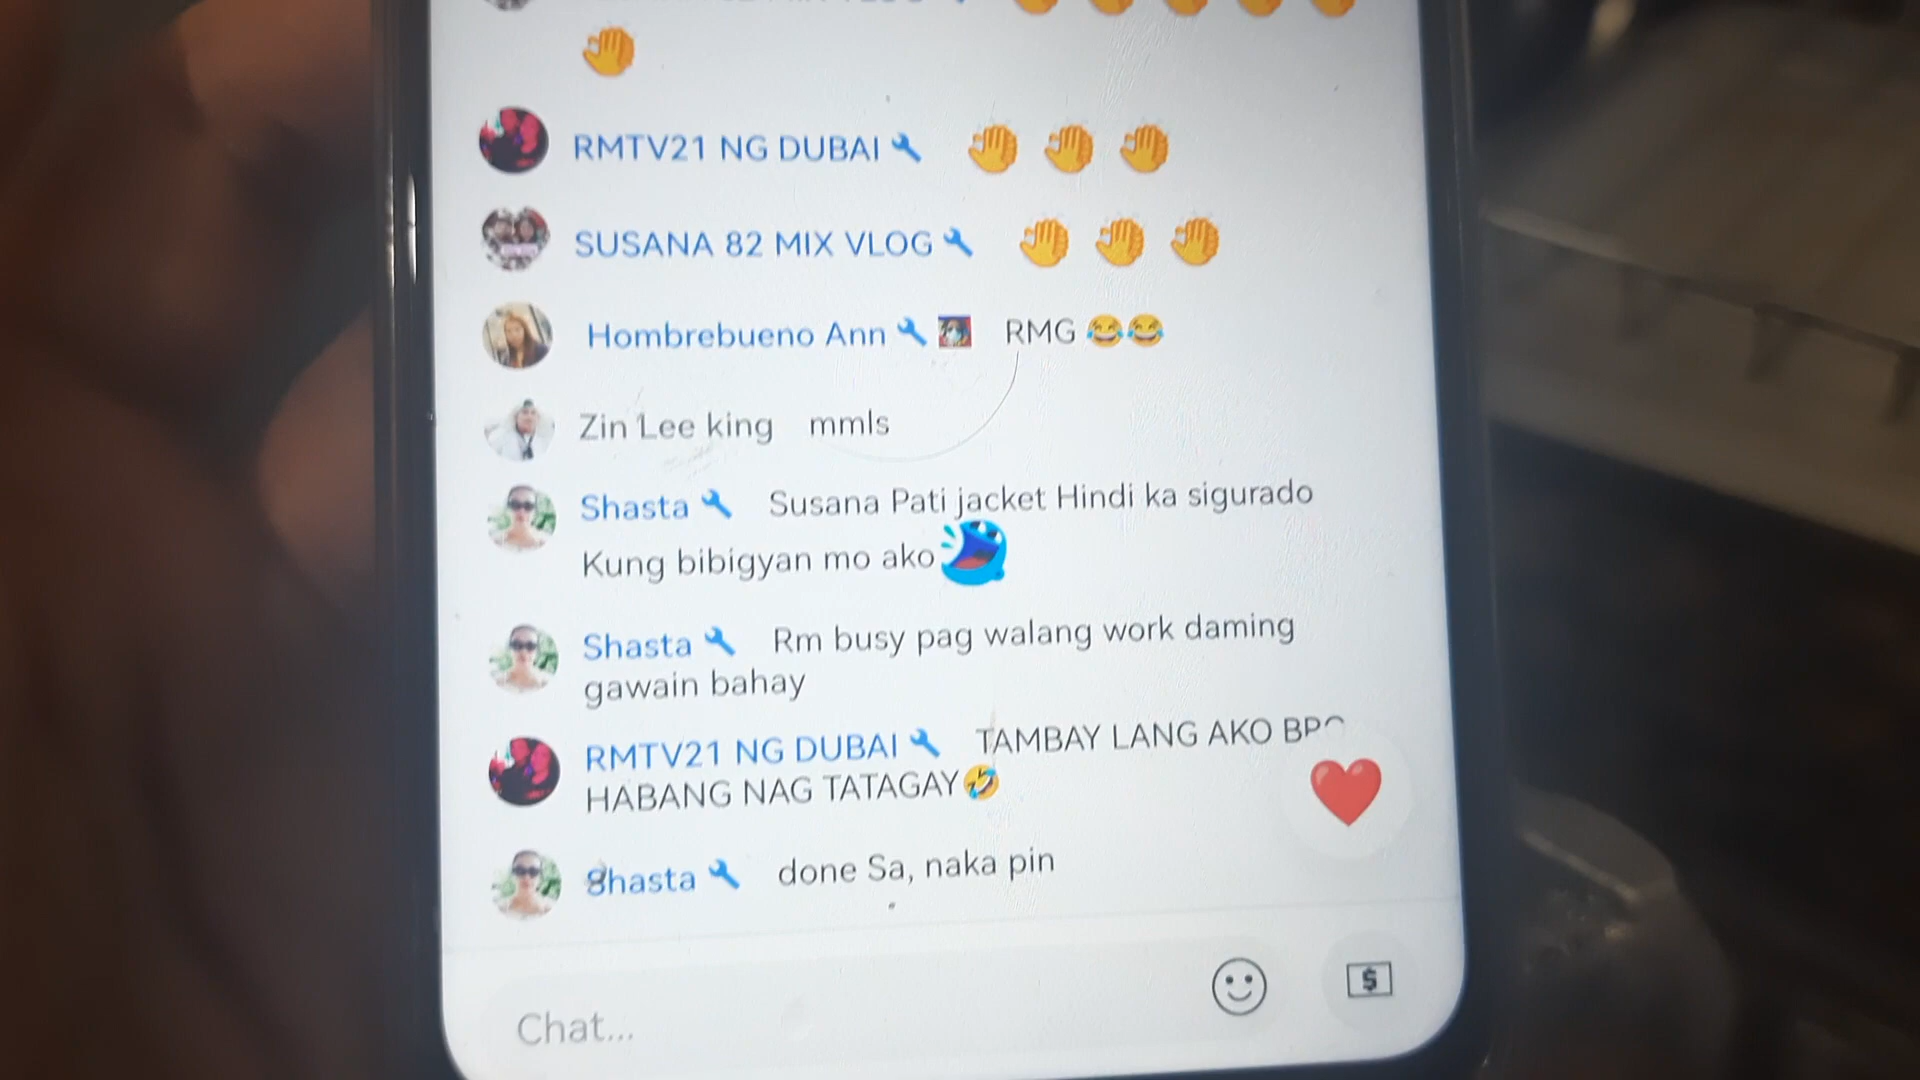 RMTV21 NG DUBAI
SUSANA 82 MIX VLOG
Hombrebueno Ann RMG
Zin Lee king mmls
Shasta Susana Pati jacket Hindi ka sigurado
Kung bibigyan mo ako
Shasta Rm busy pag walang work daming
gawain bahay
RMTV21 NG DUBAI TAMBAY LANG AKO BRO
HABANG NAG TATAGAY
Shasta done Sa, naka pin
Chat...
$